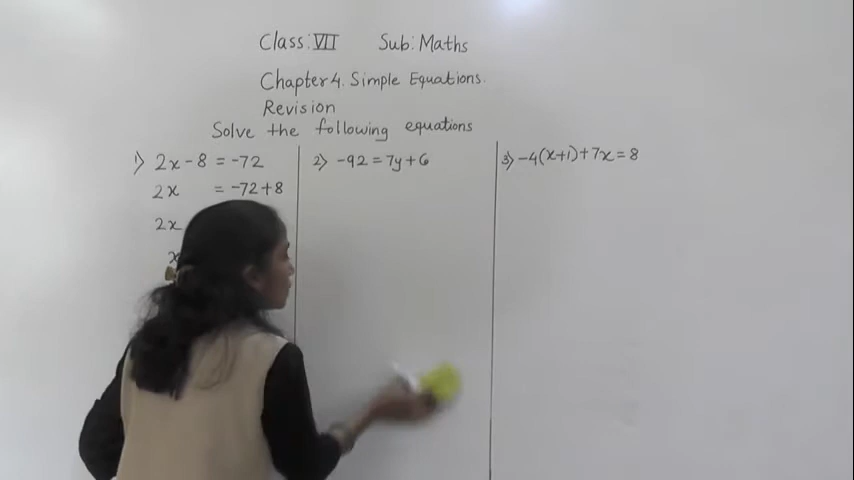 Class: VII Sub: Maths
Chapter 4. Simple Equations.
Revision
Solve the following equations
1) 2x - 8 = -72
2x = -72+8
2x
x
2) -92 = 7y + 6
3) -4(x+1) + 7x = 8